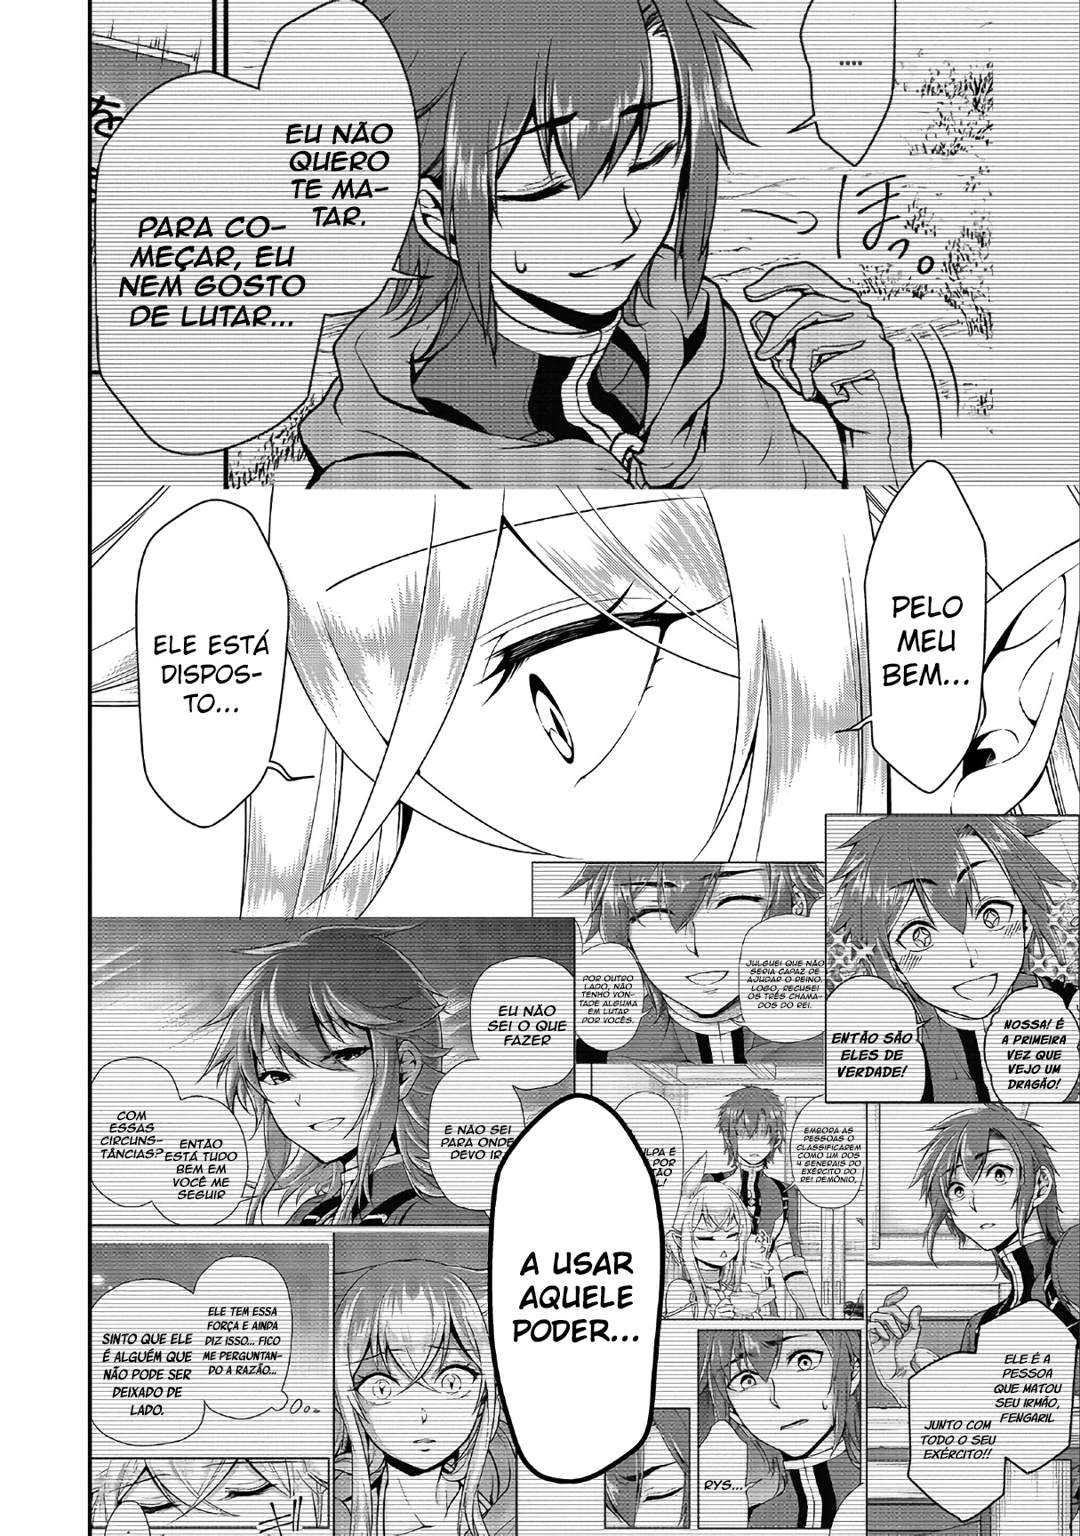 ....
ほっ。
EU NÃO
QUERO
TE MA-
TAR.
PARA CO-
MEÇAR, EU
NEM GOSTO
DE LUTAR...
PELO
MEU
BEM...
ELE ESTÁ
DISPOS-
TO...
NOSSA! É
A PRIMEIRA
VEZ QUE
VEJO UM
DRAGÃO!
ENTÃO SÃO
ELES DE
VERDADE!
JULGUEI QUE NÃO
SERIA CAPAZ DE
AJUDAR O REINO.
LOGO, RECUSEI
OS TRÊS CHAMA-
DOS DO REI.
POR OUTRO
LADO, NÃO
TENHO VON-
TADE ALGUMA
EM LUTAR
POR VOCÊS.
EU NÃO
SEI O QUE
FAZER
E NÃO SEI
PARA ONDE
DEVO IR
COM
ESSAS
CIRCUNS-
TÂNCIAS?
ENTÃO
ESTÁ TUDO
BEM EM
VOCÊ ME
SEGUIR
EMBORA AS
PESSOAS O
CLASSIFICAREM
COMO UM DOS
4 GENERAIS DO
EXÉRCITO DO
REI DEMÔNIO,
A USAR
AQUELE
PODER...
ELE É A
PESSOA
QUE MATOU
SEU IRMÃO,
FENGARIL
JUNTO COM
TODO O SEU
EXÉRCITO!!
RYS...
ELE TEM ESSA
FORÇA E AINDA
DIZ ISSO... FICO
ME PERGUNTAN-
DO A RAZÃO...
SINTO QUE ELE
É ALGUÉM QUE
NÃO PODE SER
DEIXADO DE
LADO.